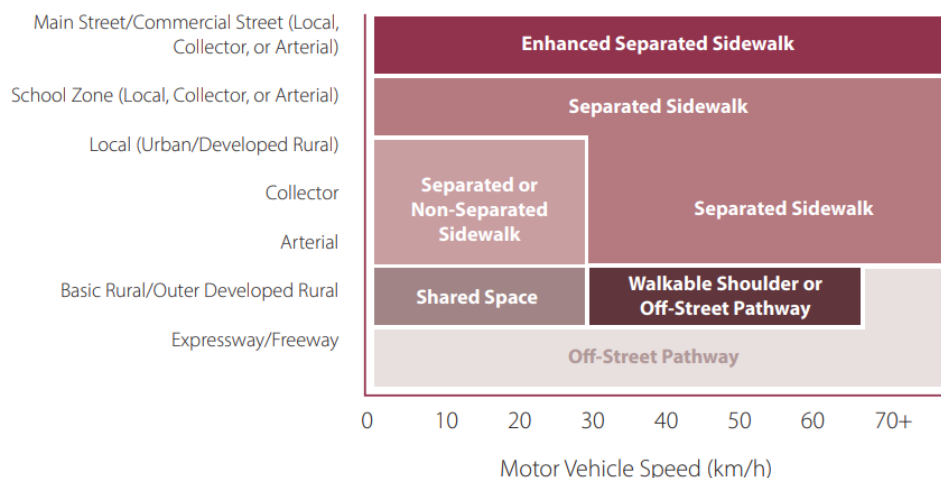 Main Street/Commercial Street (Local,
Collector, or Arterial)
Enhanced Separated Sidewalk
School Zone (Local, Collector, or Arterial)
Separated Sidewalk
Local (Urban/Developed Rural)
Collector
Arterial
Separated or
Non-Separated
Sidewalk
Separated Sidewalk
Basic Rural/Outer Developed Rural
Shared Space
Walkable Shoulder or
Off-Street Pathway
Expressway/Freeway
Off-Street Pathway
0 10 20 30 40 50 60 70+
Motor Vehicle Speed (km/h)